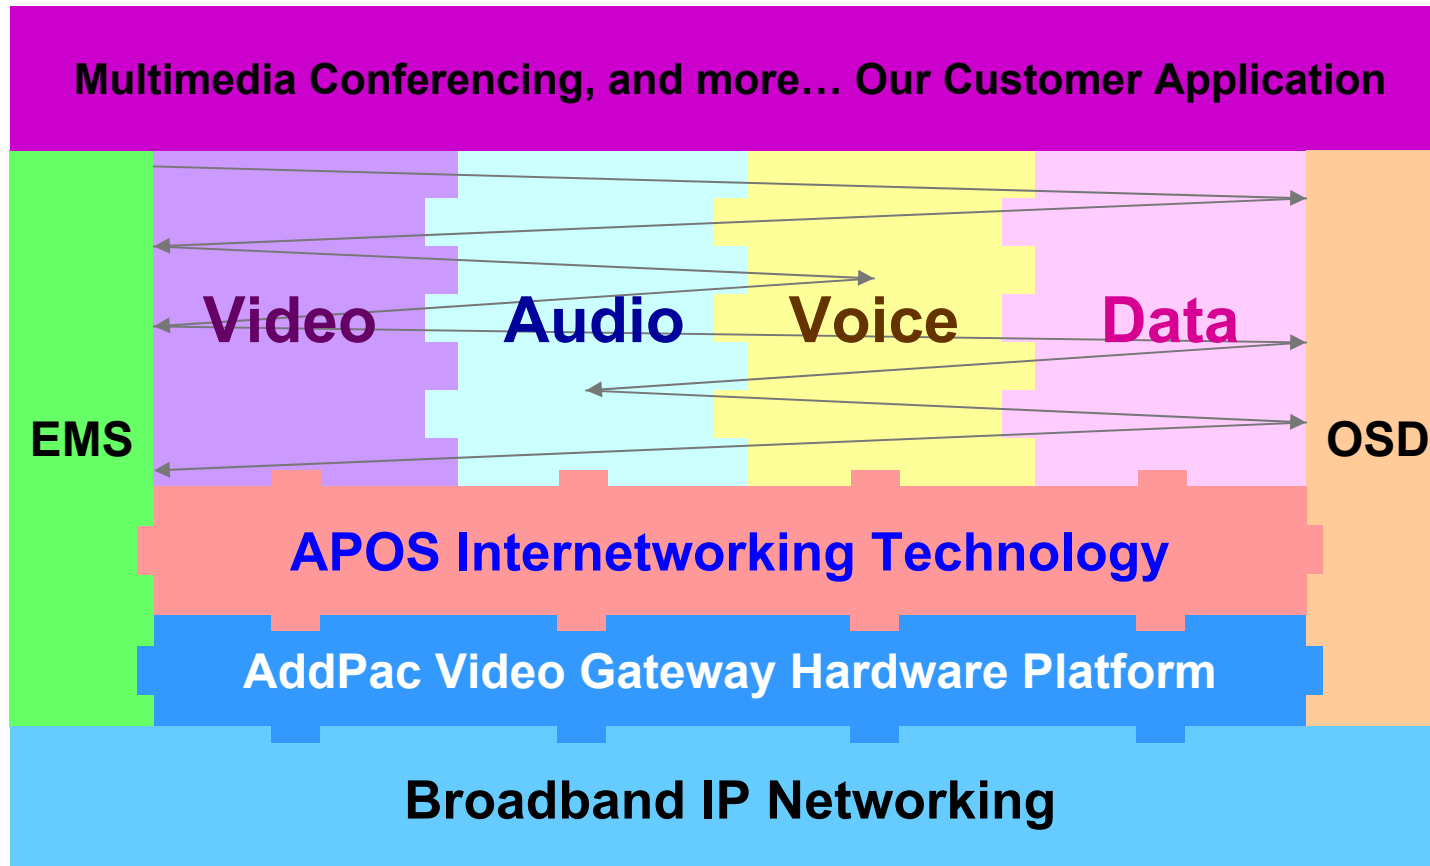 Multimedia Conferencing, and more… Our Customer Application
Video
Audio
Voice
Data
EMS
OSD
APOS Internetworking Technology
AddPac Video Gateway Hardware Platform
Broadband IP Networking